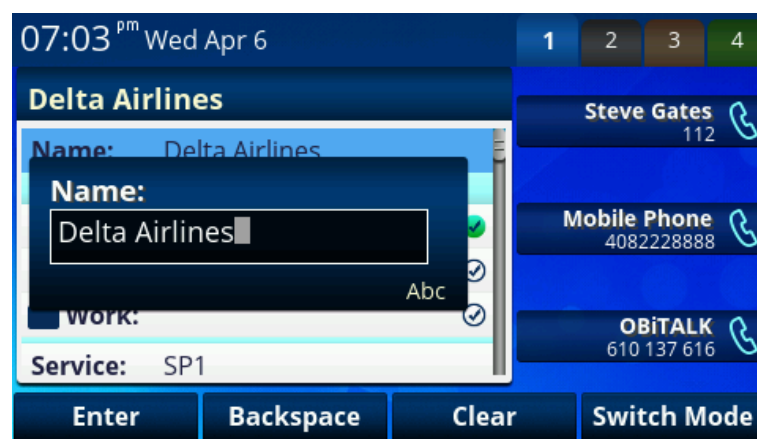 07:03 pm Wed Apr 6
1 2 3 4
Delta Airlines
Name: Delta Airlines
Name:
Delta Airlines
Abc
Work:
Service: SP1
Steve Gates
112
Mobile Phone
4082228888
OBiTALK
610 137 616
Enter Backspace Clear Switch Mode